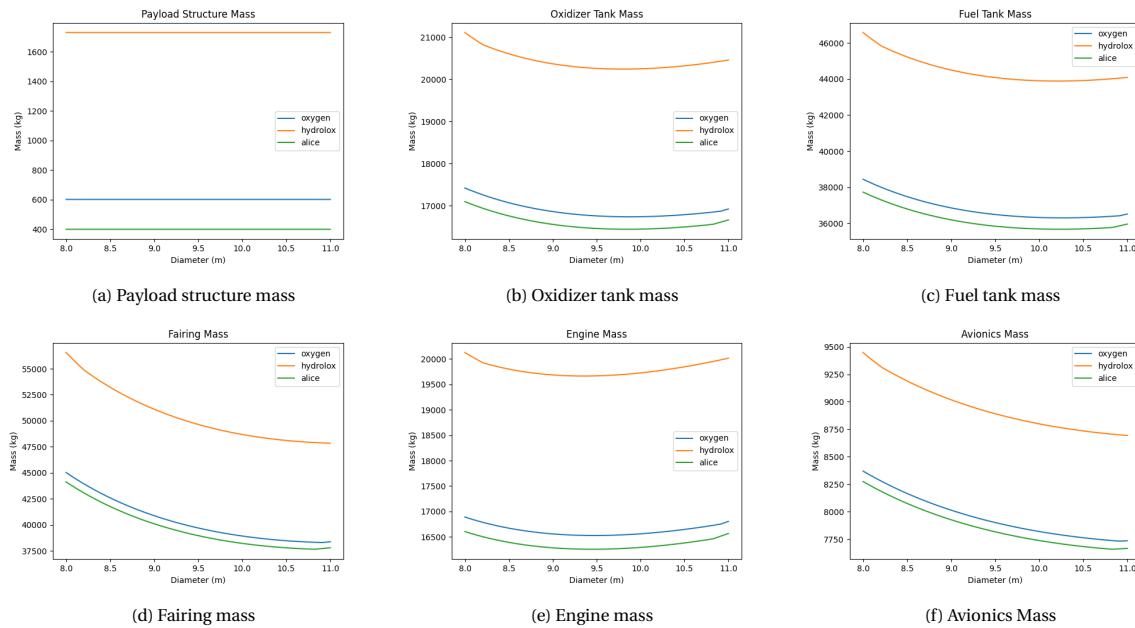 Payload Structure Mass
Mass (kg)
1600
1400
1200
1000
800
600
400
oxygen
hydrolox
alice
8.0 8.5 9.0 9.5 10.0 10.5 11.0
Diameter (m)
(a) Payload structure mass
Oxidizer Tank Mass
Mass (kg)
21000
20000
19000
18000
17000
oxygen
hydrolox
alice
8.0 8.5 9.0 9.5 10.0 10.5 11.0
Diameter (m)
(b) Oxidizer tank mass
Fuel Tank Mass
Mass (kg)
46000
44000
42000
40000
38000
36000
oxygen
hydrolox
alice
8.0 8.5 9.0 9.5 10.0 10.5 11.0
Diameter (m)
(c) Fuel tank mass
Fairing Mass
Mass (kg)
55000
52500
50000
47500
45000
42500
40000
37500
oxygen
hydrolox
alice
8.0 8.5 9.0 9.5 10.0 10.5 11.0
Diameter (m)
(d) Fairing mass
Engine Mass
Mass (kg)
20000
19500
19000
18500
18000
17500
17000
16500
oxygen
hydrolox
alice
8.0 8.5 9.0 9.5 10.0 10.5 11.0
Diameter (m)
(e) Engine mass
Avionics Mass
Mass (kg)
9500
9250
9000
8750
8500
8250
8000
7750
oxygen
hydrolox
alice
8.0 8.5 9.0 9.5 10.0 10.5 11.0
Diameter (m)
(f) Avionics Mass